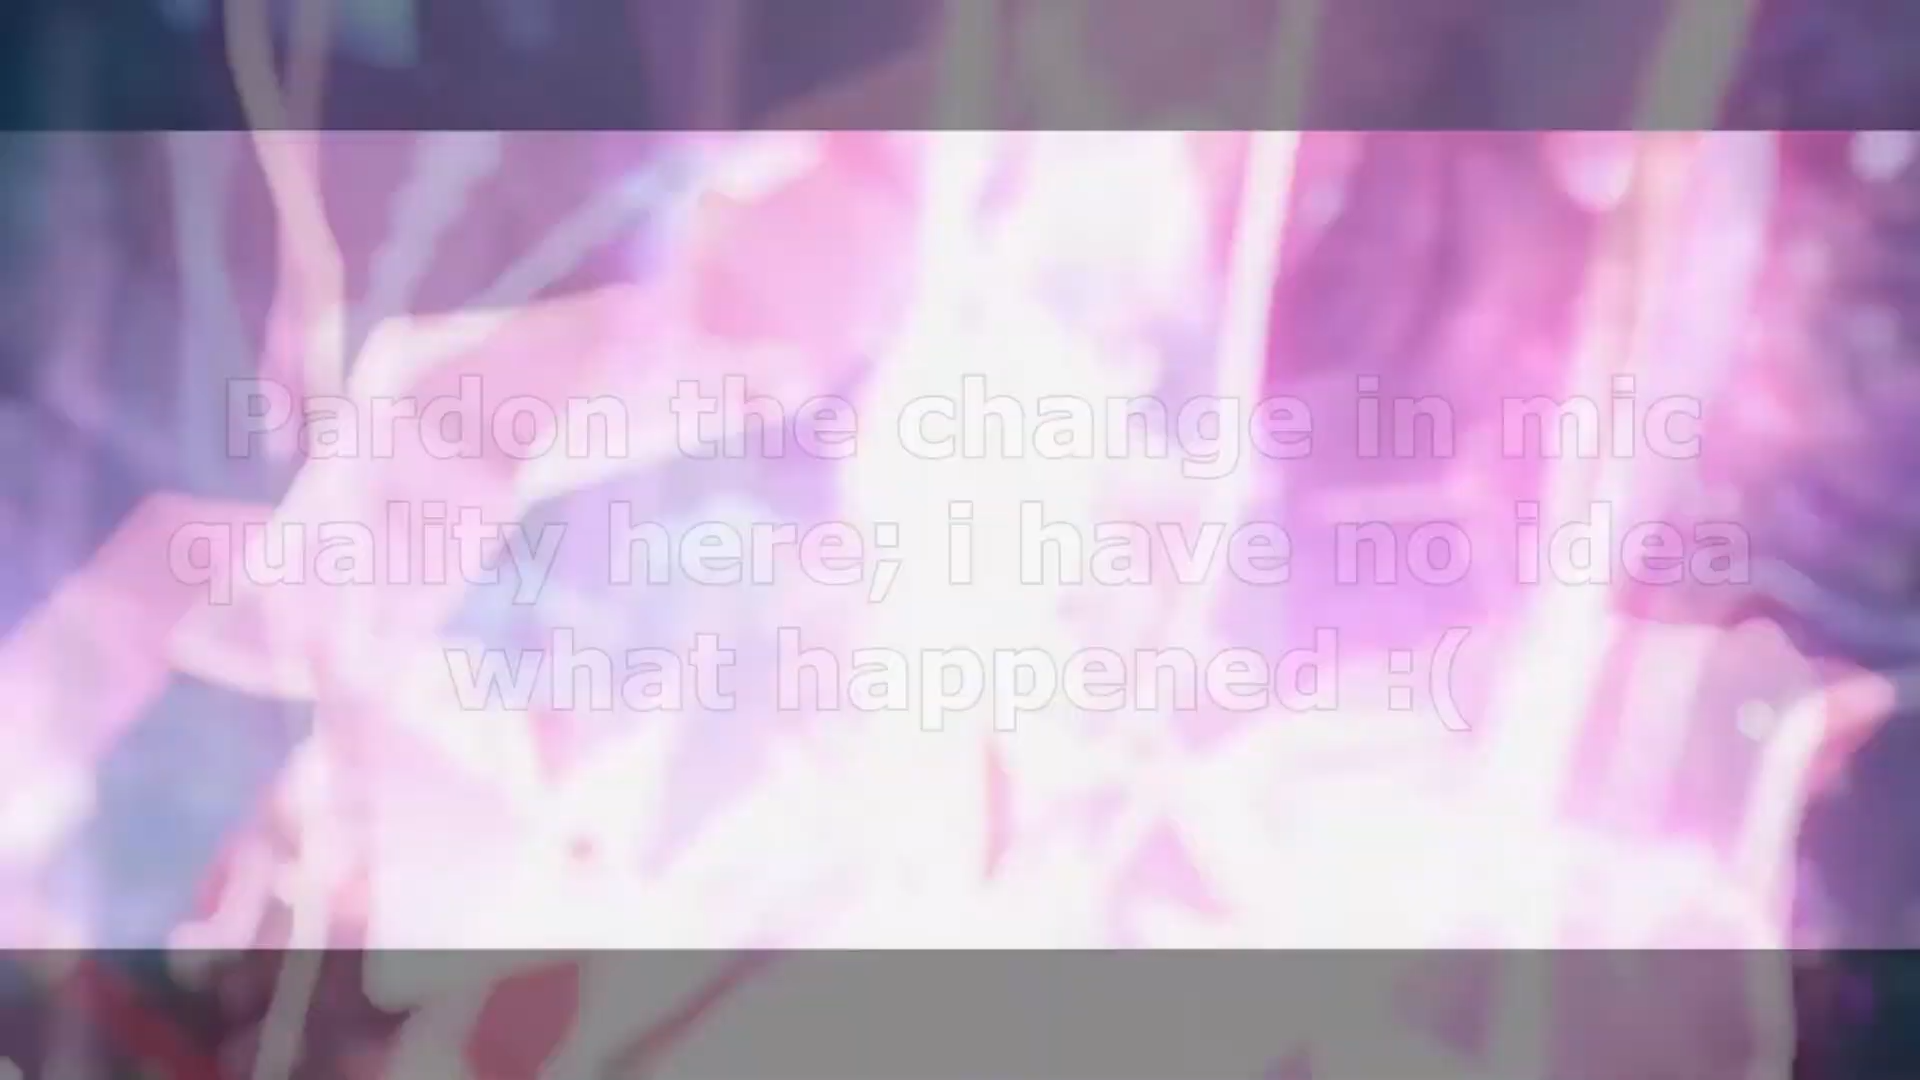 Pardon the change in mic
quality here; i have no idea
what happened :(